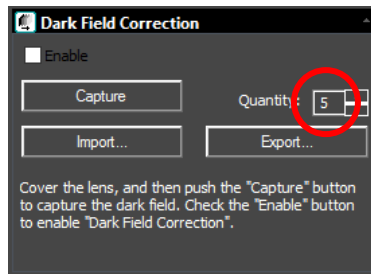 Dark Field Correction
Enable
Capture
Quantity: 5
Import...
Export...
Cover the lens, and then push the "Capture" button
to capture the dark field. Check the "Enable" button
to enable "Dark Field Correction".